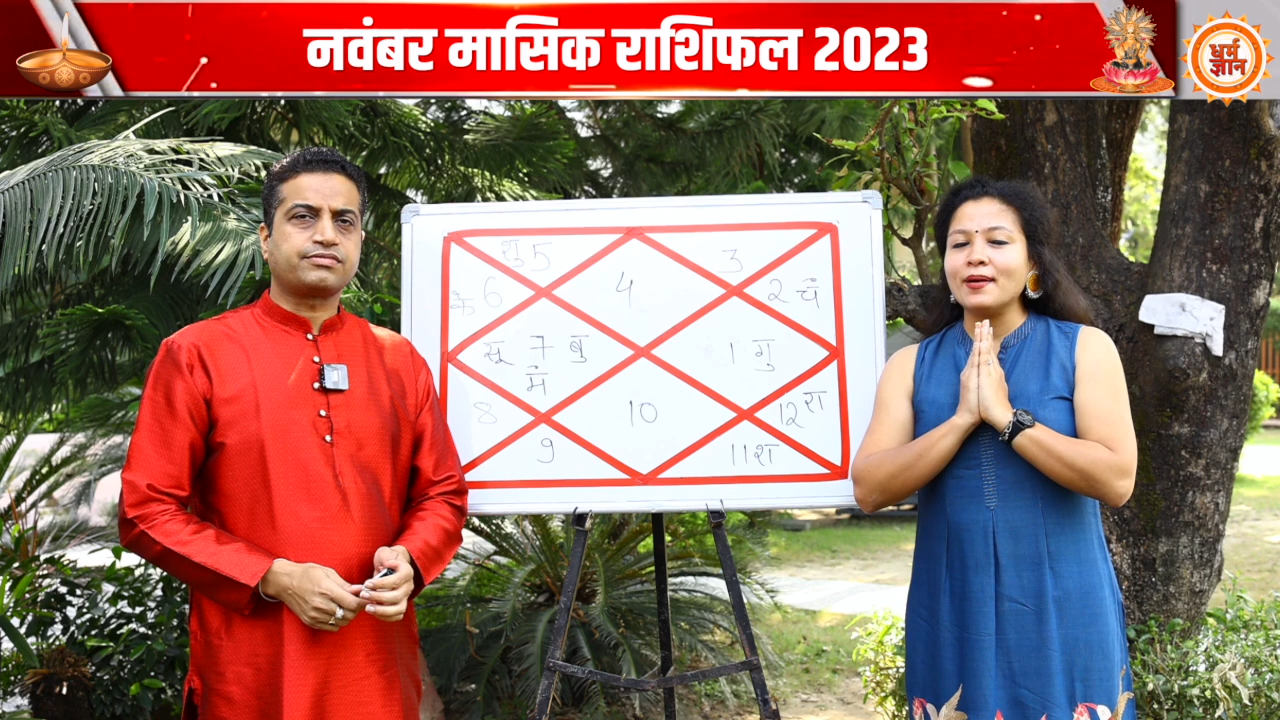 नवंबर मासिक राशिफल 2023
धर्म
ज्ञान
शु 5
3
के 6
4
2 चं
सू 7 बु
1 गु
मं
8
10
12 रा
9
11 श